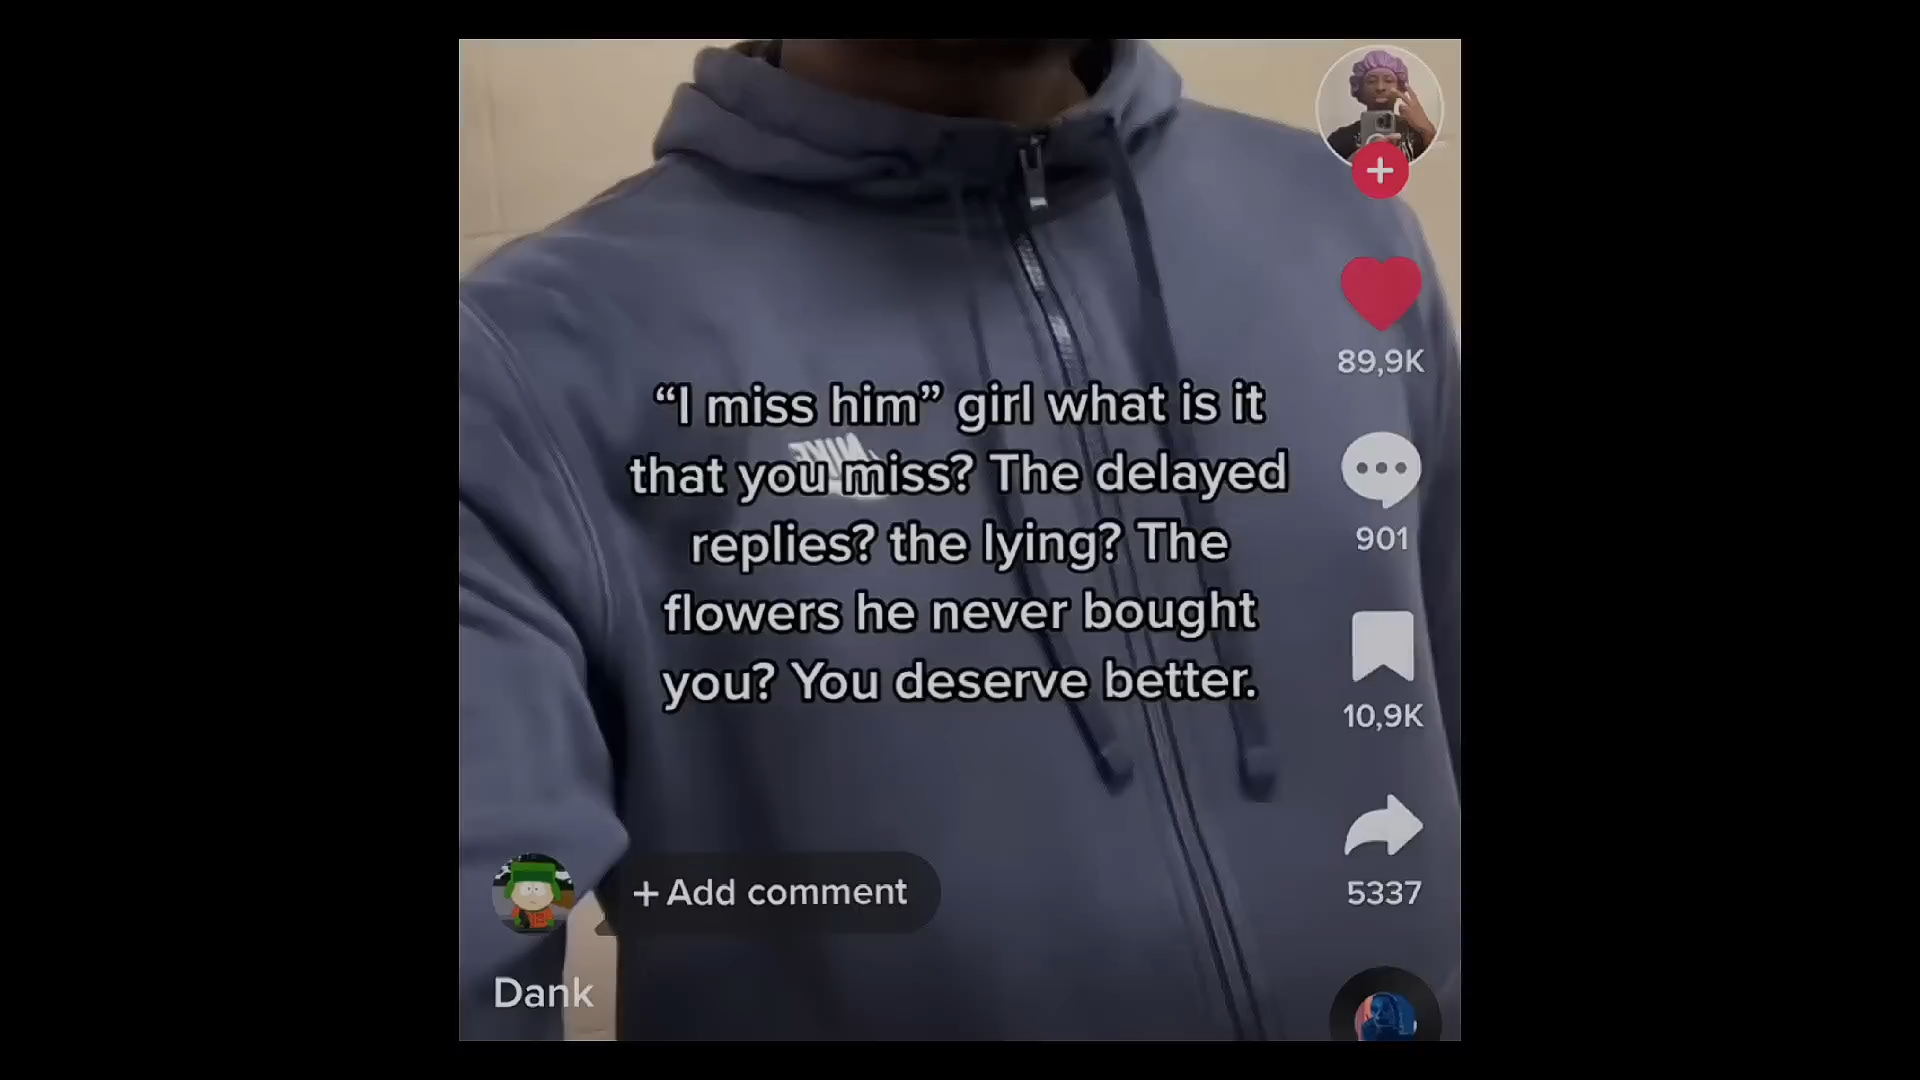 “I miss him” girl what is it
that you miss? The delayed
replies? the lying? The
flowers he never bought
you? You deserve better.
NIKE
89,9K
901
10,9K
5337
+ Add comment
Dank